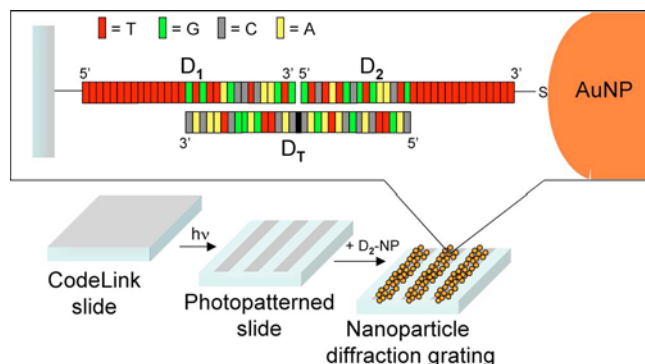 = T = G = C = A
5' D1 3' 5' D2 3'
S
AuNP
3' DT 5'
hν
+ D2-NP
CodeLink
slide
Photopatterned
slide
Nanoparticle
diffraction grating